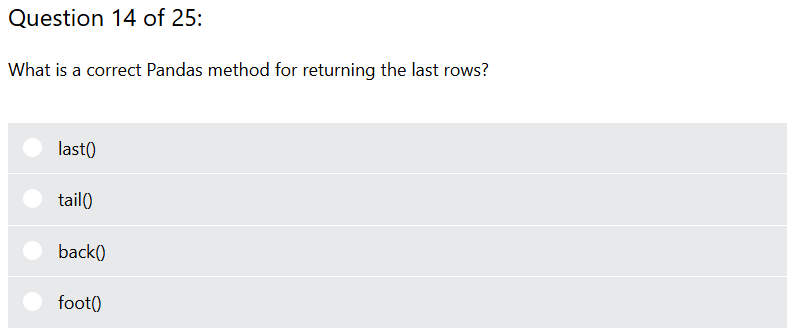 Question 14 of 25:
What is a correct Pandas method for returning the last rows?
last()
tail()
back()
foot()